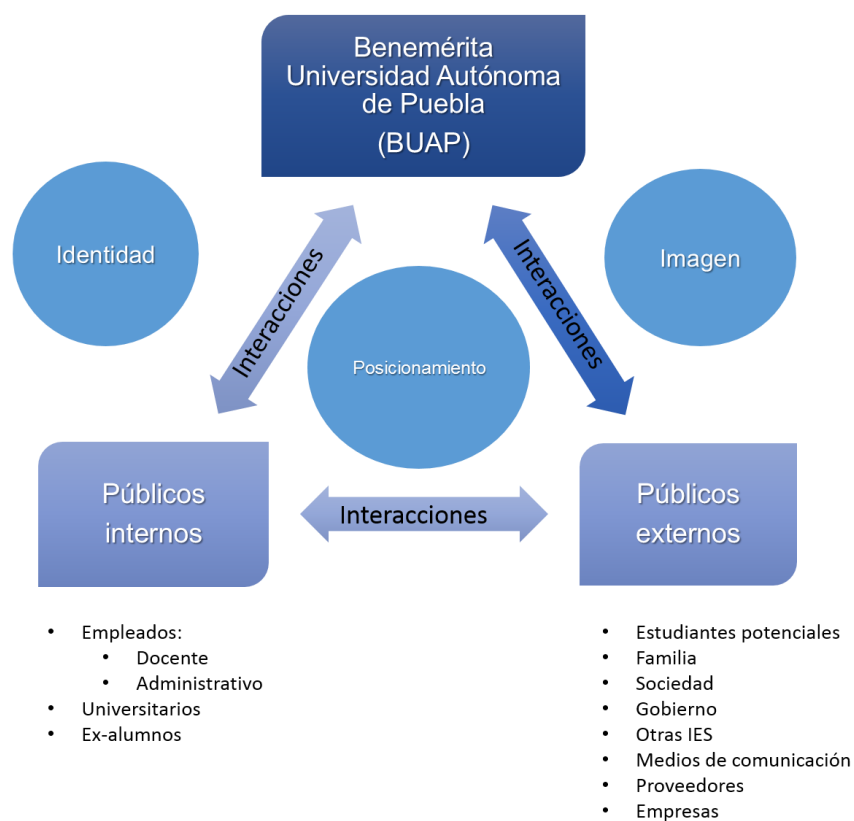 Benemérita
Universidad Autónoma
de Puebla
(BUAP)
Identidad
Imagen
Interacciones
Interacciones
Posicionamiento
Públicos
internos
Interacciones
Públicos
externos
• Empleados:
• Docente
• Administrativo
• Universitarios
• Ex-alumnos
• Estudiantes potenciales
• Familia
• Sociedad
• Gobierno
• Otras IES
• Medios de comunicación
• Proveedores
• Empresas